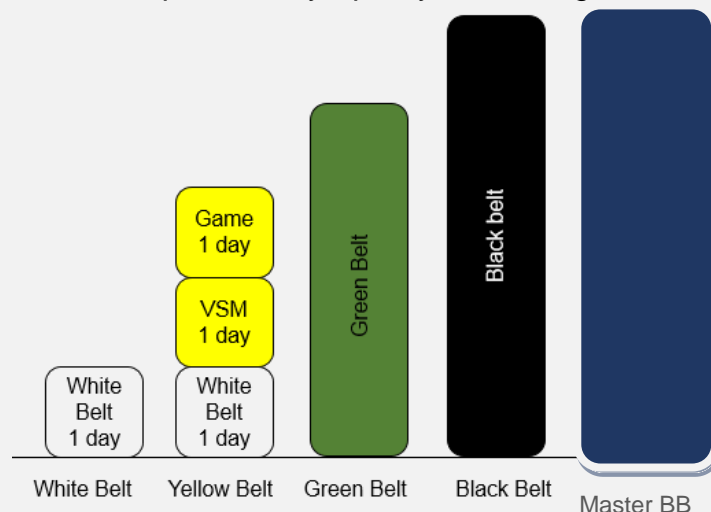 Game
1 day
VSM
1 day
White
Belt
1 day
White
Belt
1 day
Green Belt
Black belt
White Belt
Yellow Belt
Green Belt
Black Belt
Master BB